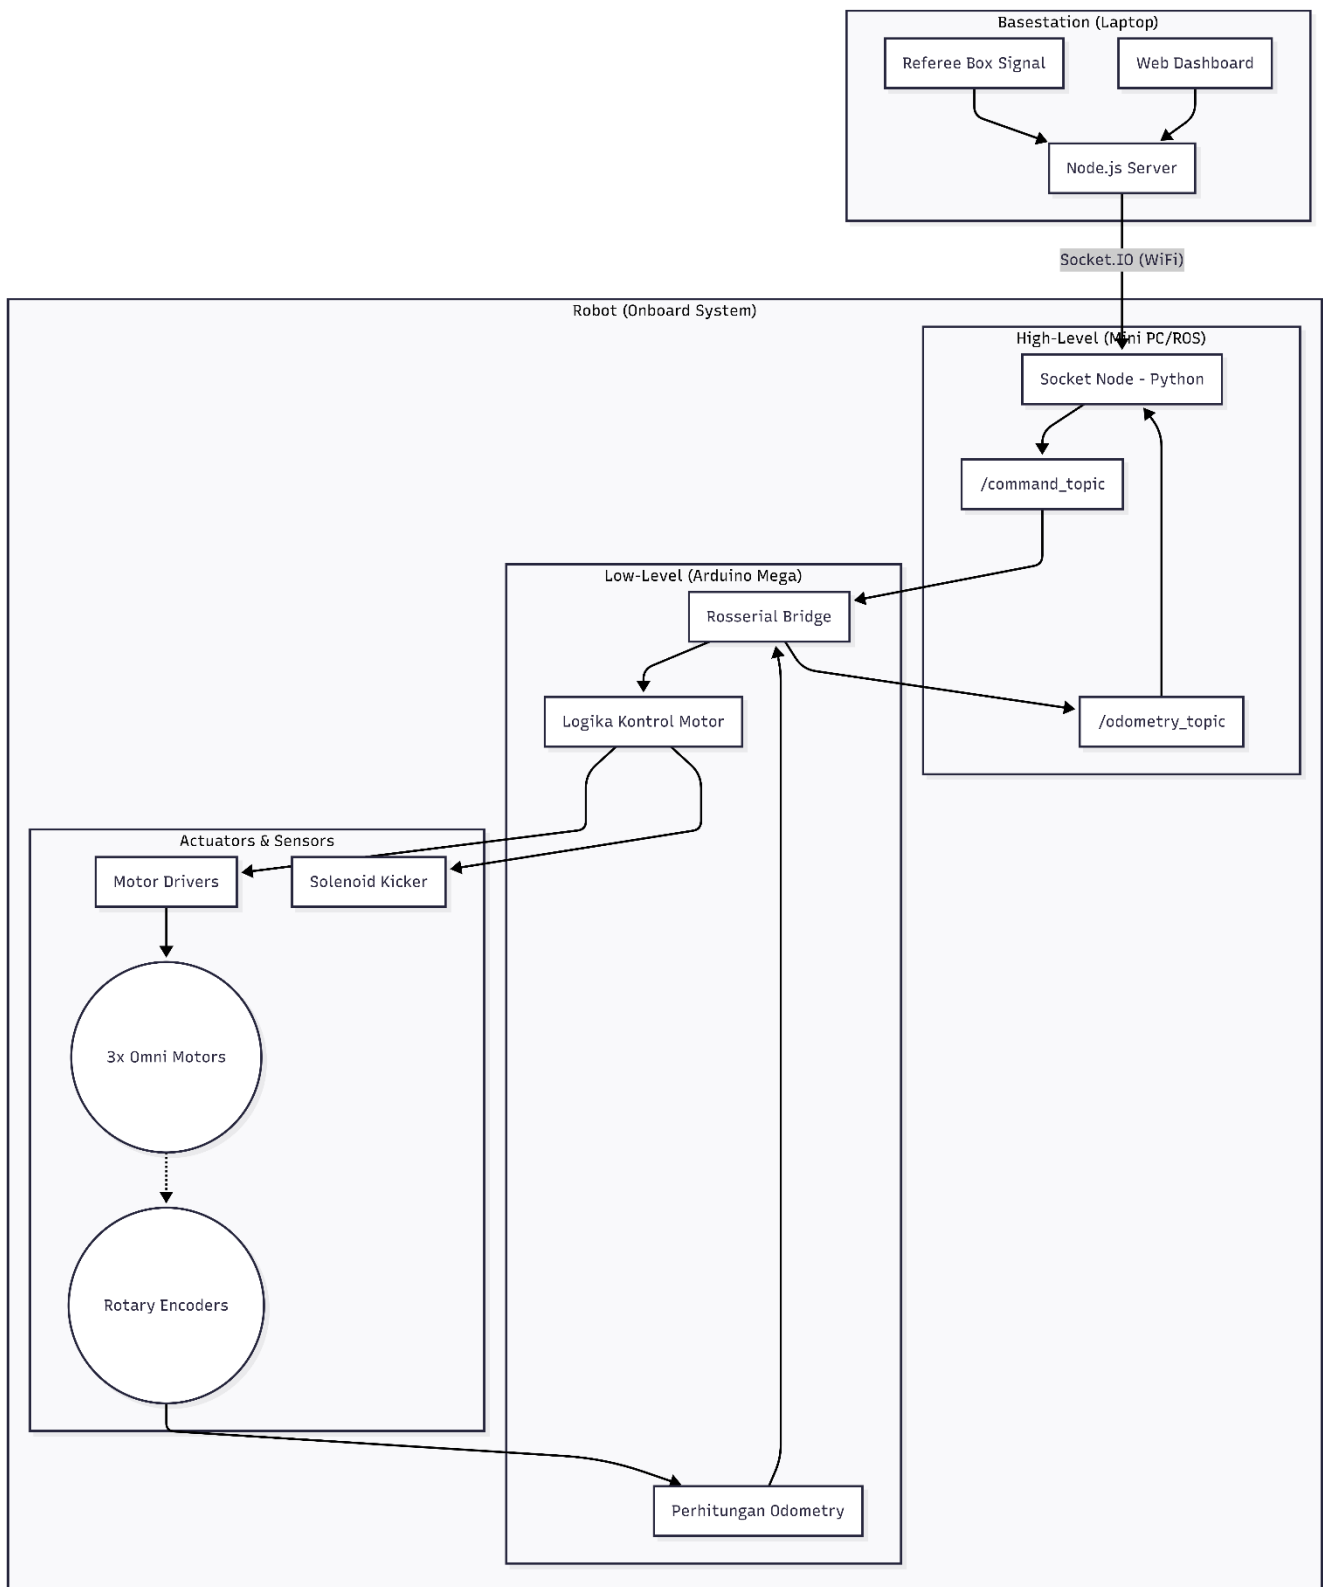 Basestation (Laptop)
Referee Box Signal
Web Dashboard
Node.js Server
Socket.IO (WiFi)
Robot (Onboard System)
High-Level (Mini PC/ROS)
Socket Node - Python
/command_topic
Low-Level (Arduino Mega)
Rosserial Bridge
Logika Kontrol Motor
/odometry_topic
Actuators & Sensors
Motor Drivers
Solenoid Kicker
3x Omni Motors
Rotary Encoders
Perhitungan Odometry